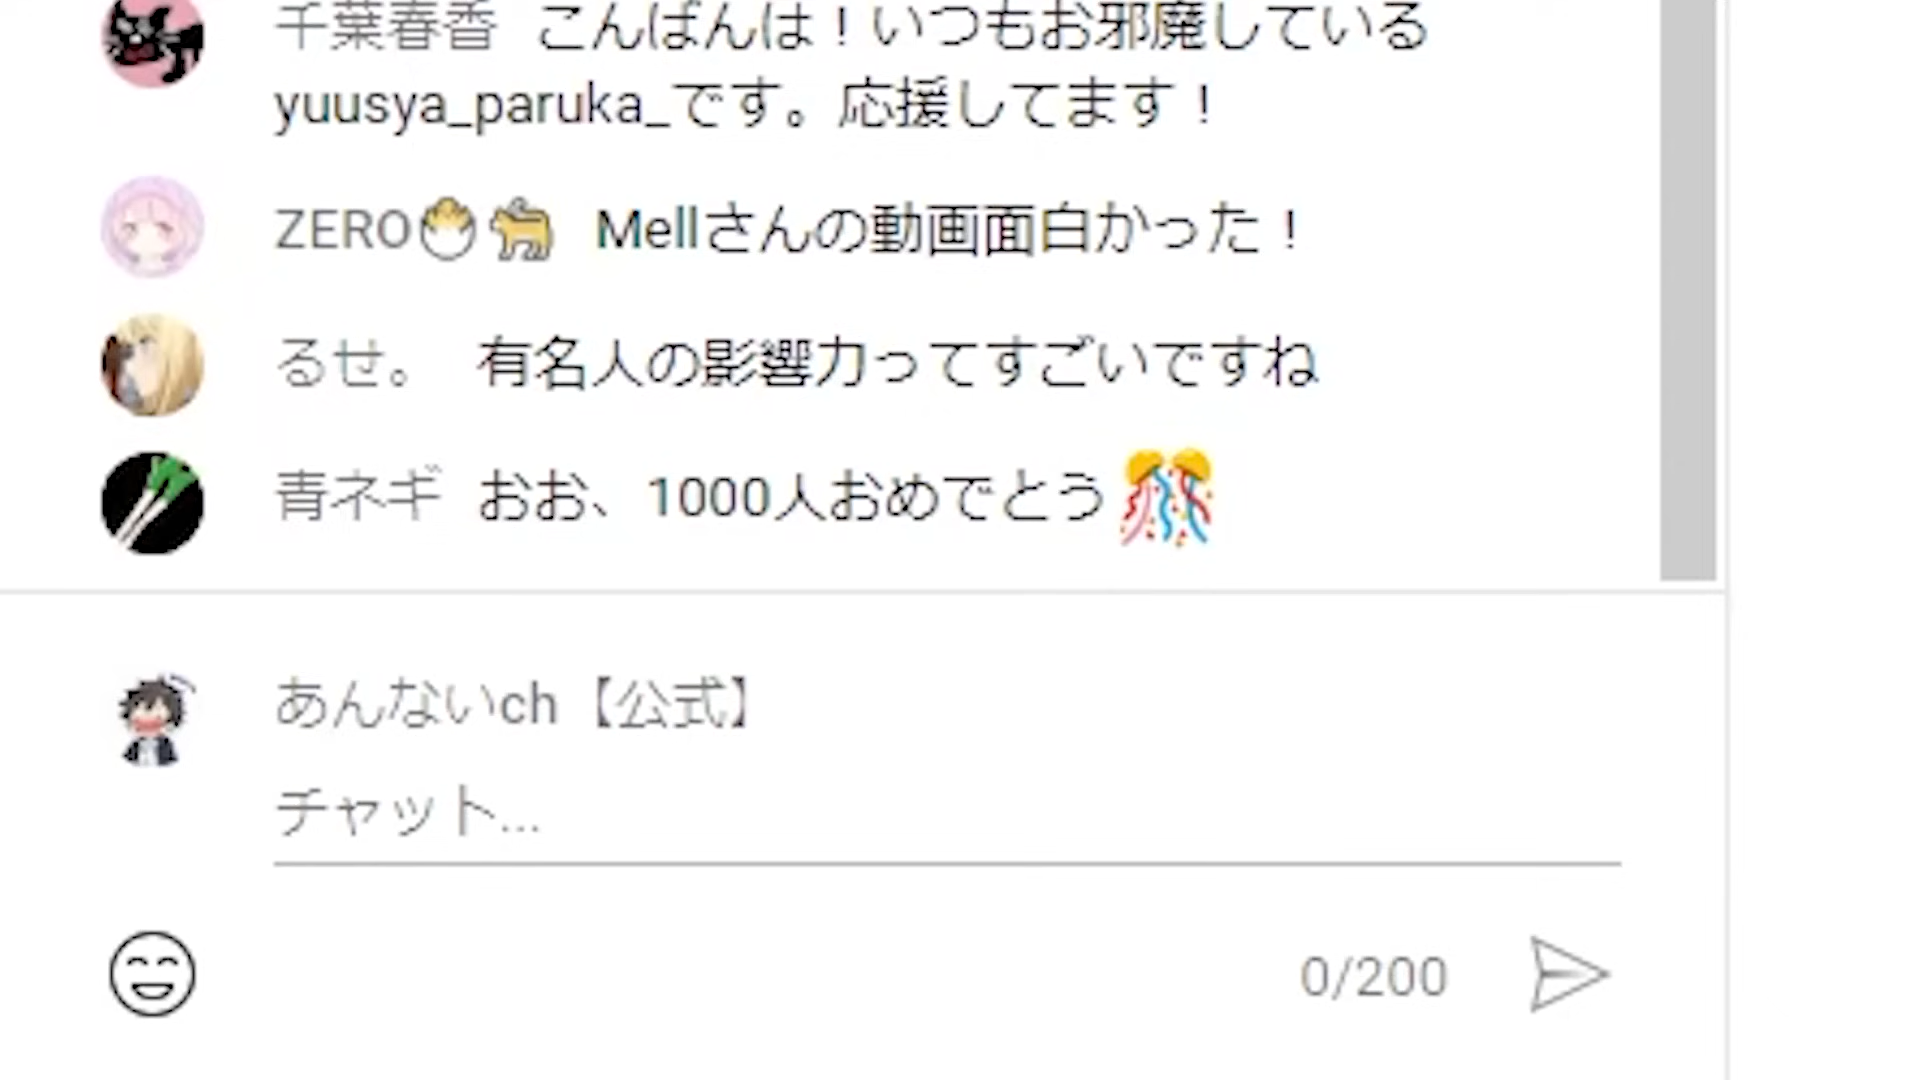 千葉春香 こんばんは！いつもお邪魔している
yuusya_paruka_です。応援してます！
ZERO🐣🐅 Mellさんの動画面白かった！
るせ。 有名人の影響力ってすごいですね
青ネギ おお、1000人おめでとう🎊
あんないch【公式】
チャット...
0/200